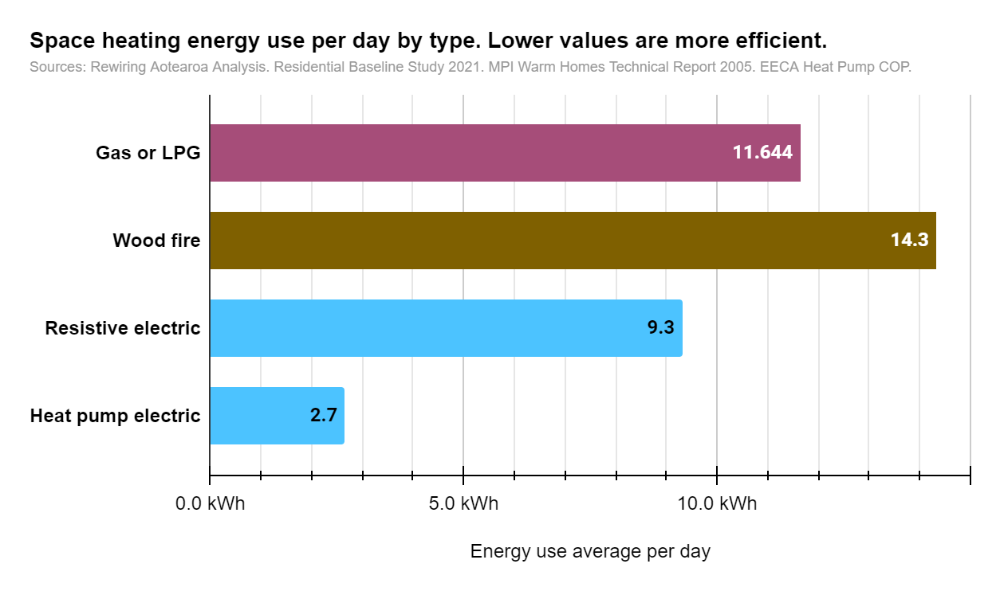 Space heating energy use per day by type. Lower values are more efficient.
Sources: Rewiring Aotearoa Analysis. Residential Baseline Study 2021. MPI Warm Homes Technical Report 2005. EECA Heat Pump COP.
Gas or LPG
11.644
Wood fire
14.3
Resistive electric
9.3
Heat pump electric
2.7
0.0 kWh
5.0 kWh
10.0 kWh
Energy use average per day